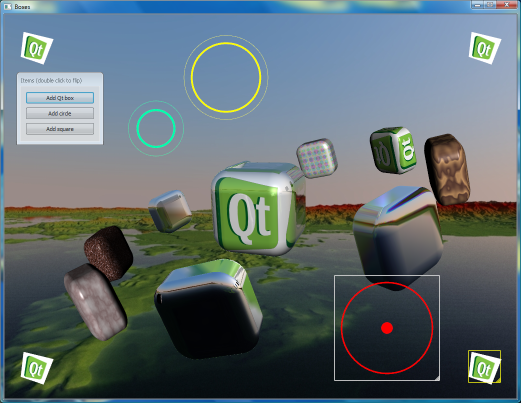 Boxes
Qt
Qt
Items (double click to flip)
Add Qt box
Add circle
Add square
Qt
Qt
Qt
Qt
Qt